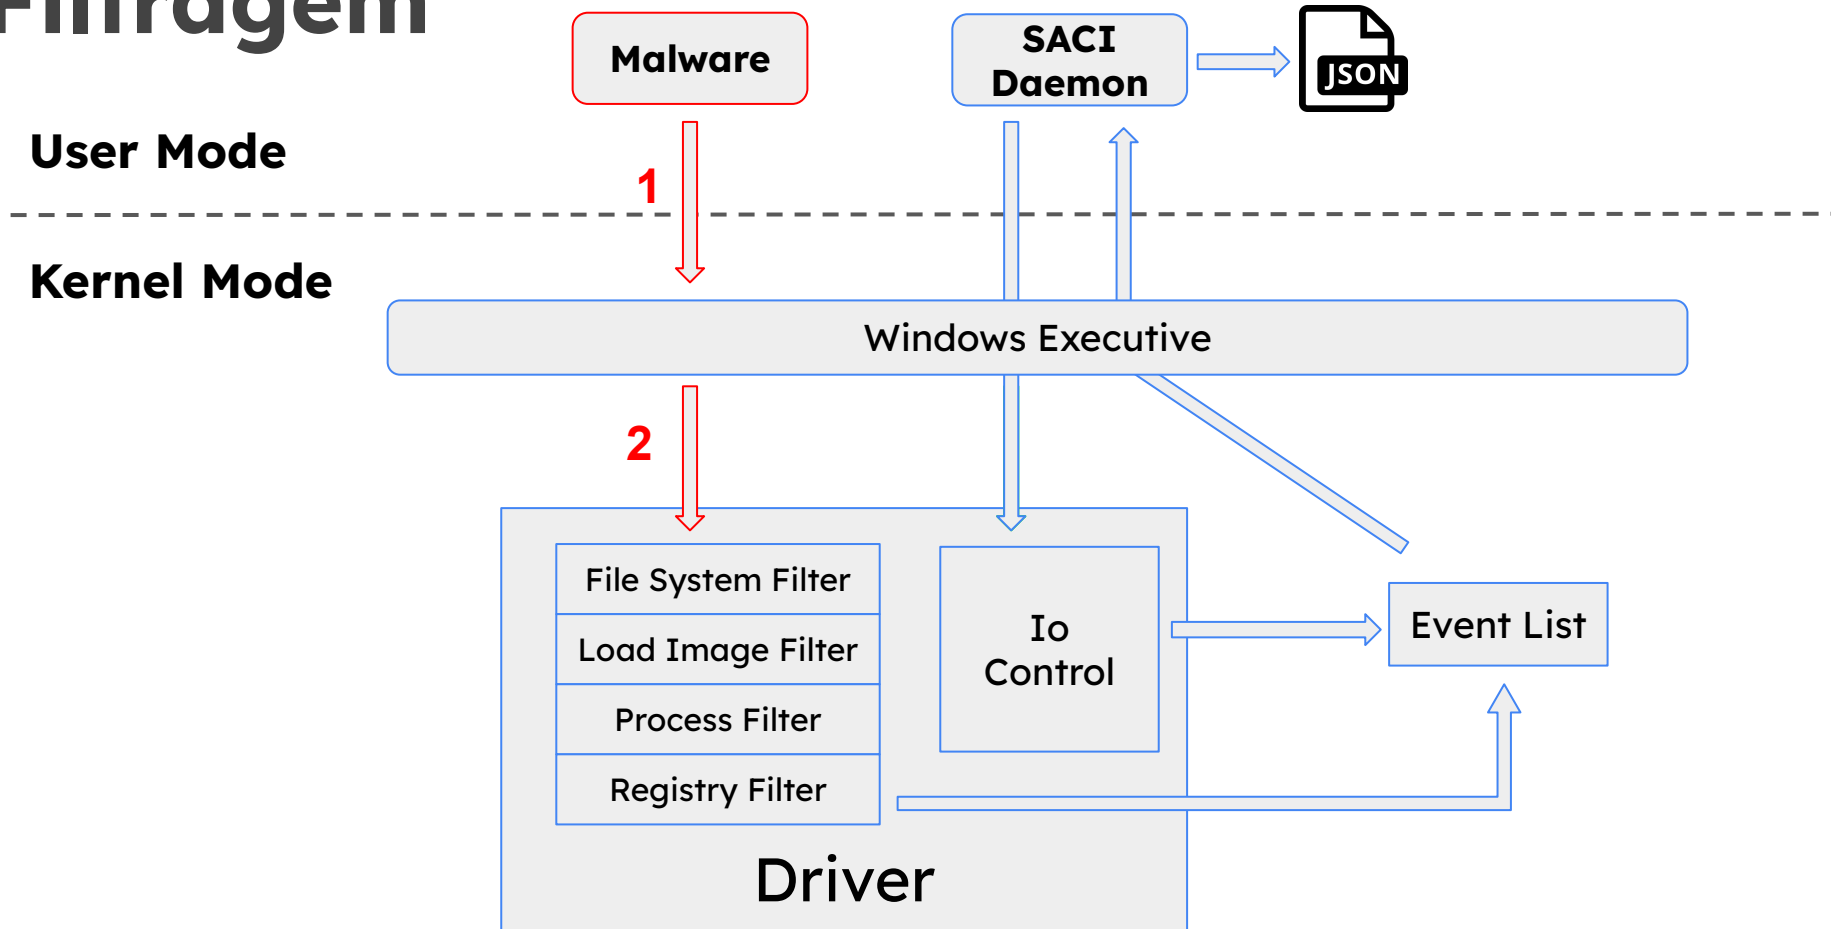 Filtragem
Malware
SACI
Daemon
JSON
User Mode
1
Kernel Mode
Windows Executive
2
File System Filter
Load Image Filter
Process Filter
Registry Filter
Io
Control
Event List
Driver